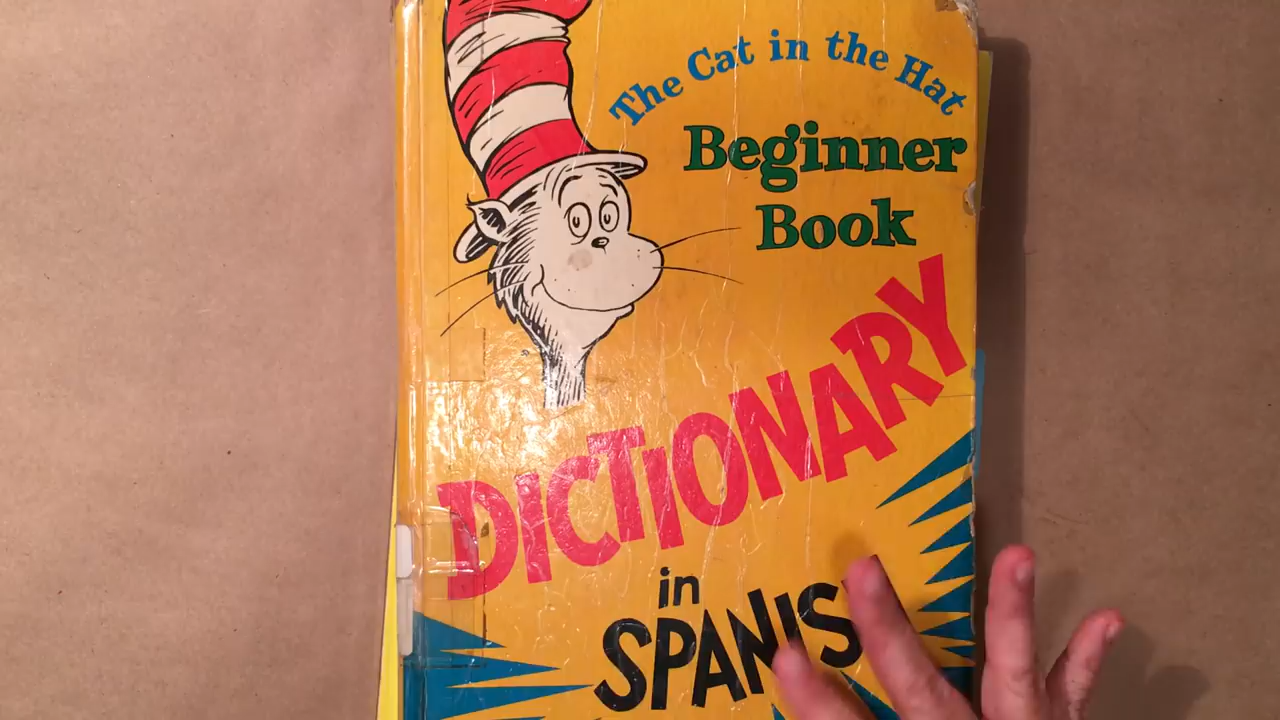 The Cat in the Hat
Beginner
Book
DICTIONARY
in
SPANIS